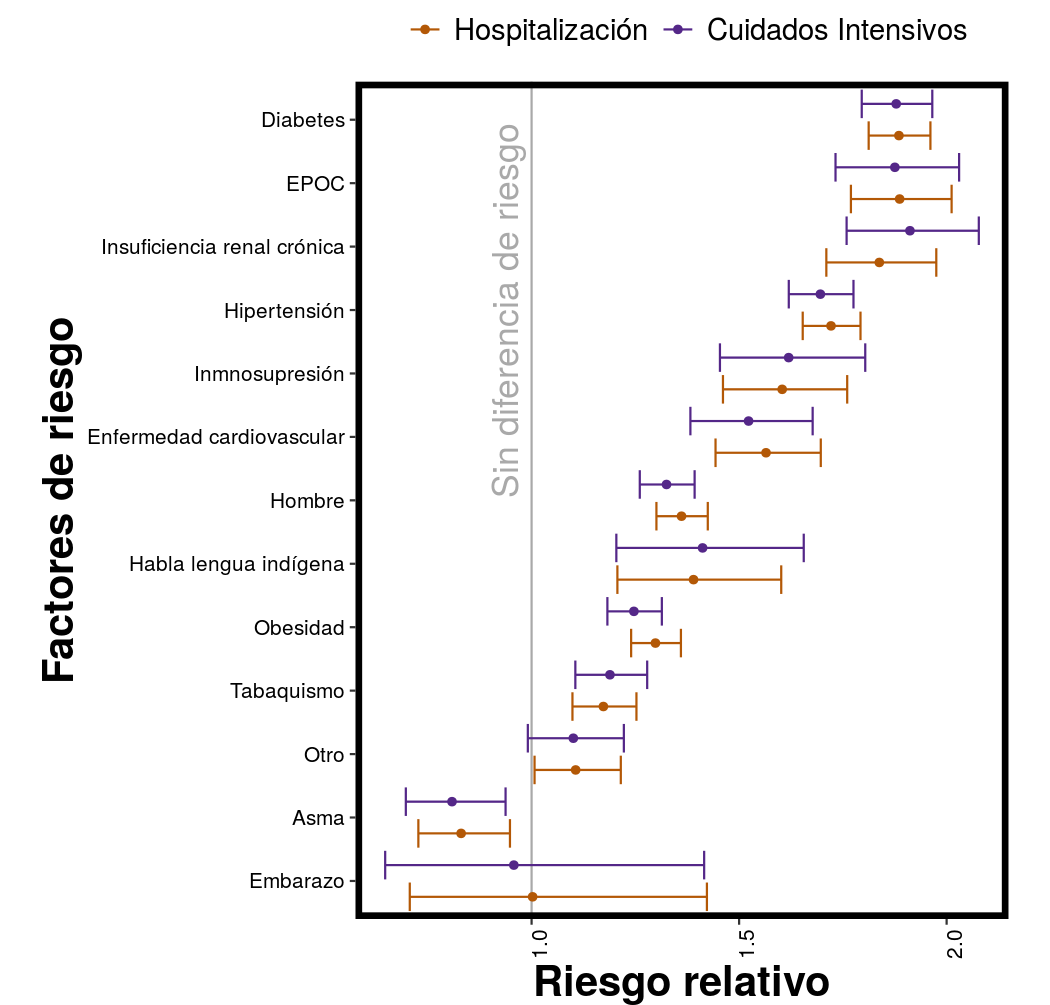 Hospitalización Cuidados Intensivos
Sin diferencia de riesgo
Factores de riesgo
Diabetes
EPOC
Insuficiencia renal crónica
Hipertensión
Inmnosupresión
Enfermedad cardiovascular
Hombre
Habla lengua indígena
Obesidad
Tabaquismo
Otro
Asma
Embarazo
1.0 1.5 2.0
Riesgo relativo